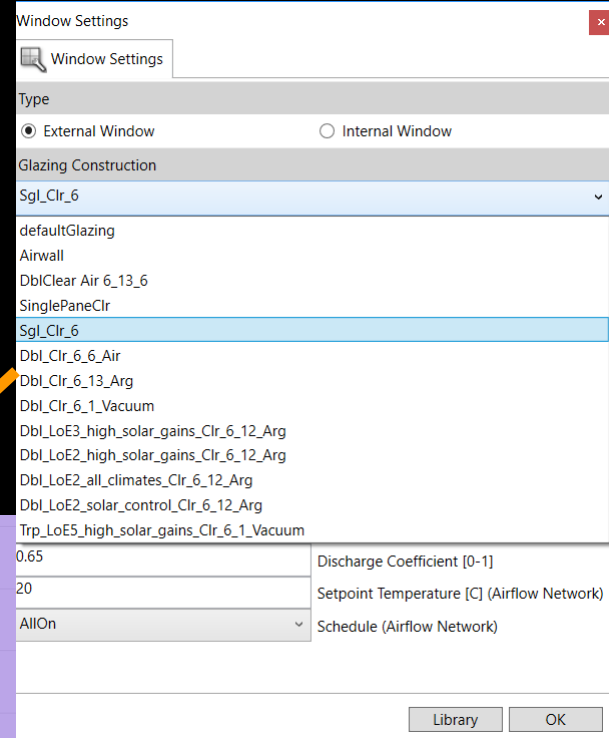 Window Settings
Window Settings
Type
External Window Internal Window
Glazing Construction
Sgl_Clr_6
defaultGlazing
Airwall
DblClear Air 6_13_6
SinglePaneClr
Sgl_Clr_6
Dbl_Clr_6_6_Air
Dbl_Clr_6_13_Arg
Dbl_Clr_6_1_Vacuum
Dbl_LoE3_high_solar_gains_Clr_6_12_Arg
Dbl_LoE2_high_solar_gains_Clr_6_12_Arg
Dbl_LoE2_all_climates_Clr_6_12_Arg
Dbl_LoE2_solar_control_Clr_6_12_Arg
Trp_LoE5_high_solar_gains_Clr_6_1_Vacuum
0.65 Discharge Coefficient [0-1]
20 Setpoint Temperature [C] (Airflow Network)
AllOn Schedule (Airflow Network)
Library OK